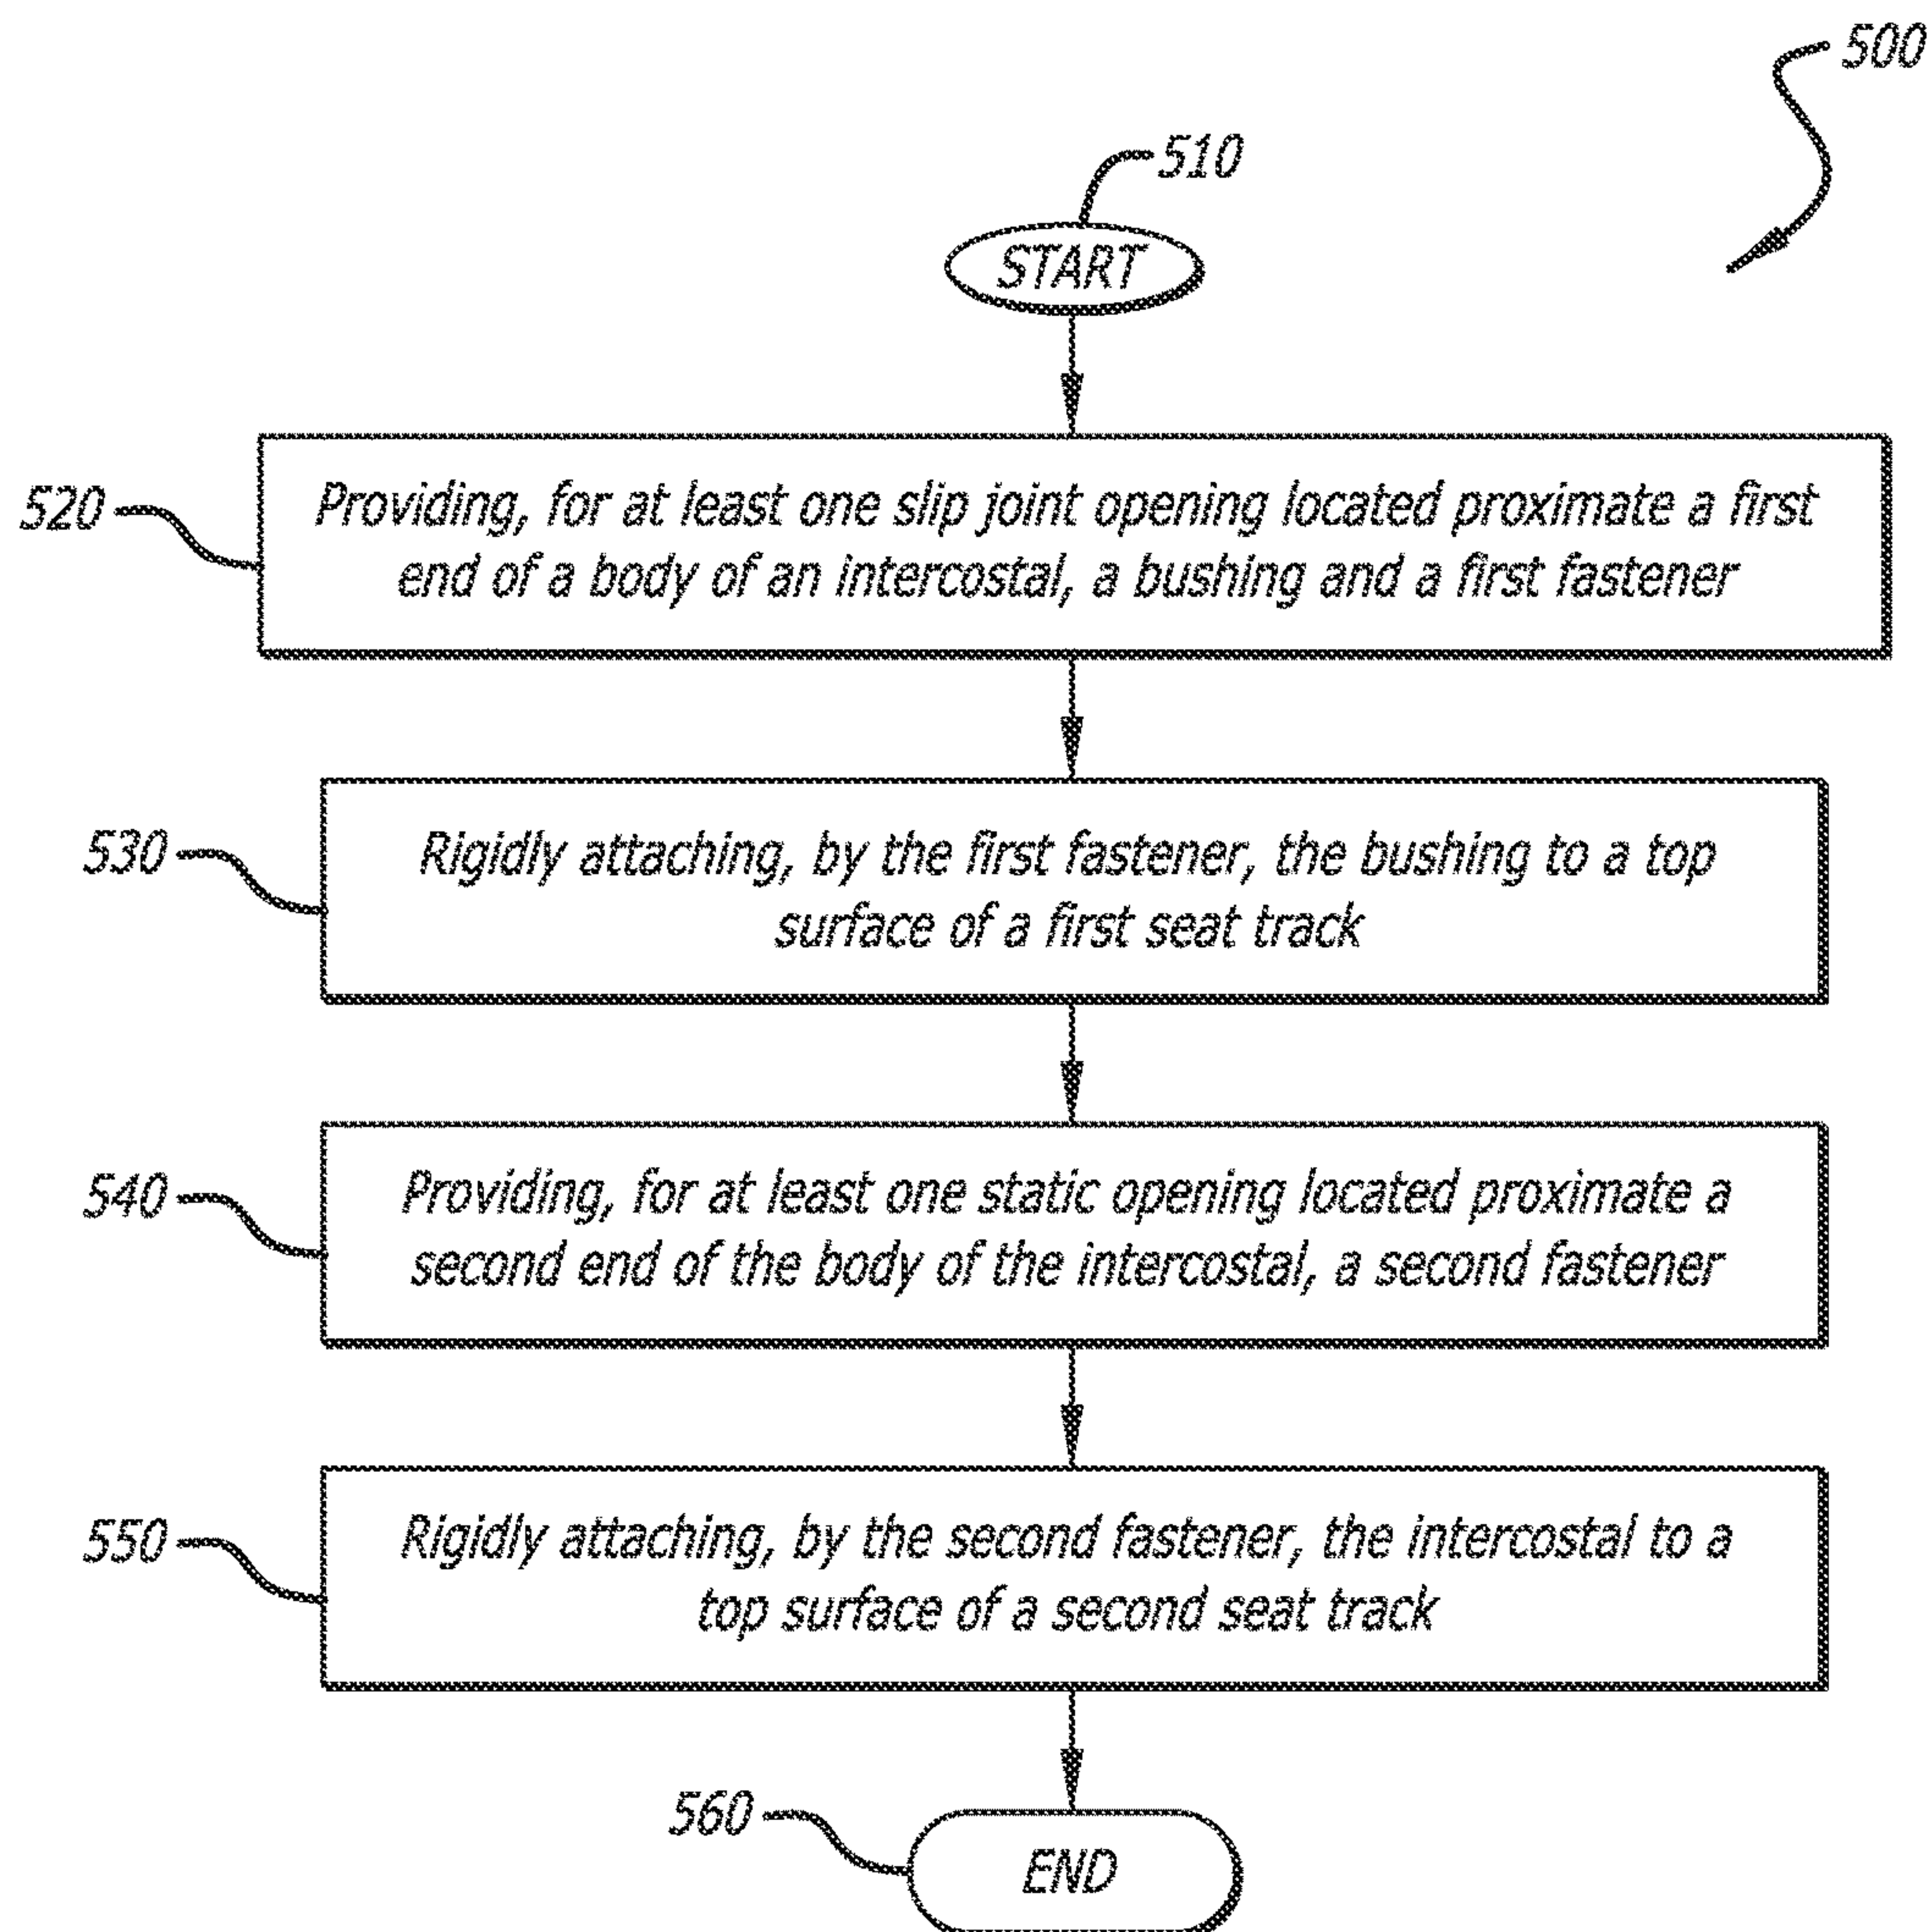 500
510
START
520
Providing, for at least one slip joint opening located proximate a first
end of a body of an intercostal, a bushing and a first fastener
530
Rigidly attaching, by the first fastener, the bushing to a top
surface of a first seat track
540
Providing, for at least one static opening located proximate a
second end of the body of the intercostal, a second fastener
550
Rigidly attaching, by the second fastener, the intercostal to a
top surface of a second seat track
560
END